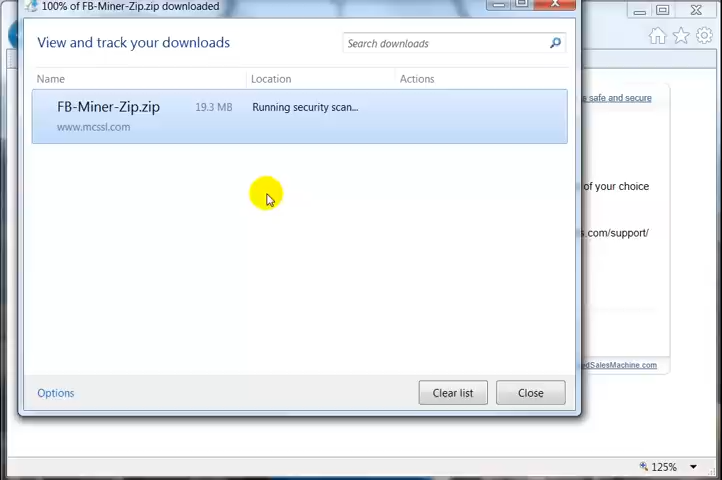 100% of FB-Miner-Zip.zip downloaded
View and track your downloads
Search downloads
Name Location Actions
FB-Miner-Zip.zip 19.3 MB Running security scan...
www.mcssl.com
safe and secure
of your choice
s.com/support/
edSalesMachine.com
Options Clear list Close
125%